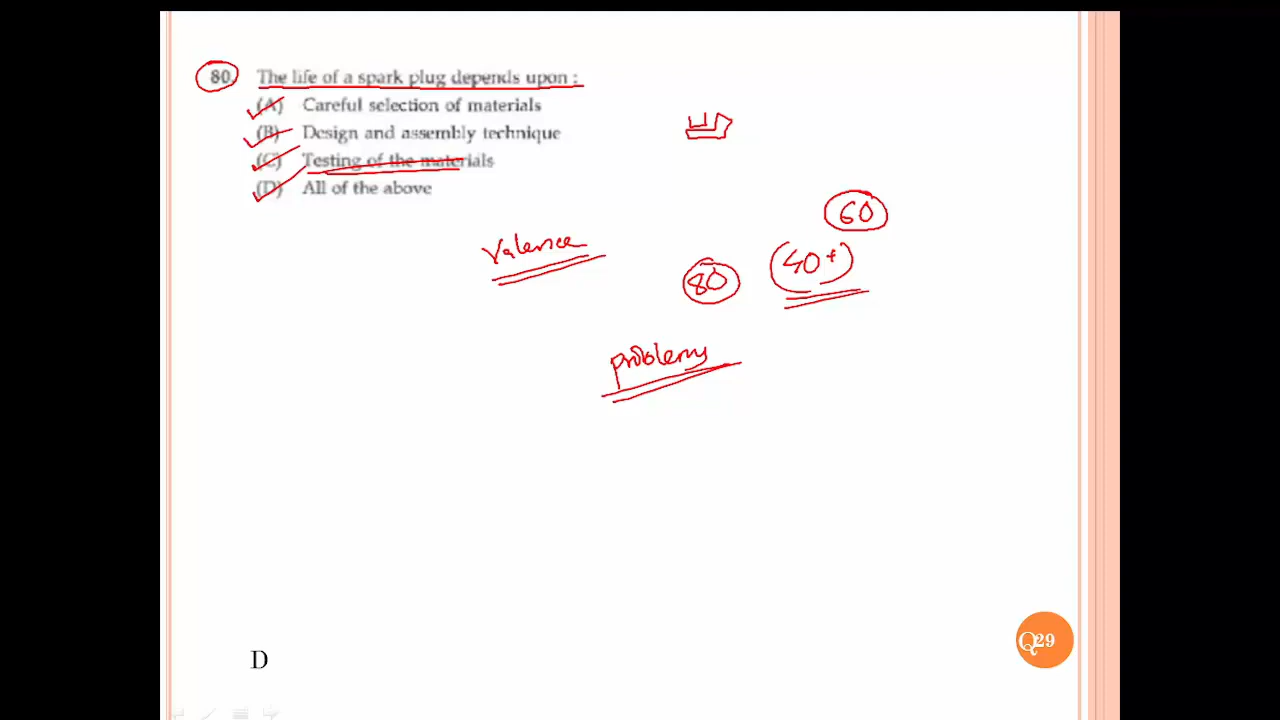 80. The life of a spark plug depends upon :
(A) Careful selection of materials
(B) Design and assembly technique
(C) Testing of the materials
(D) All of the above
60
Valence
80
(40+)
problems
Q29
D